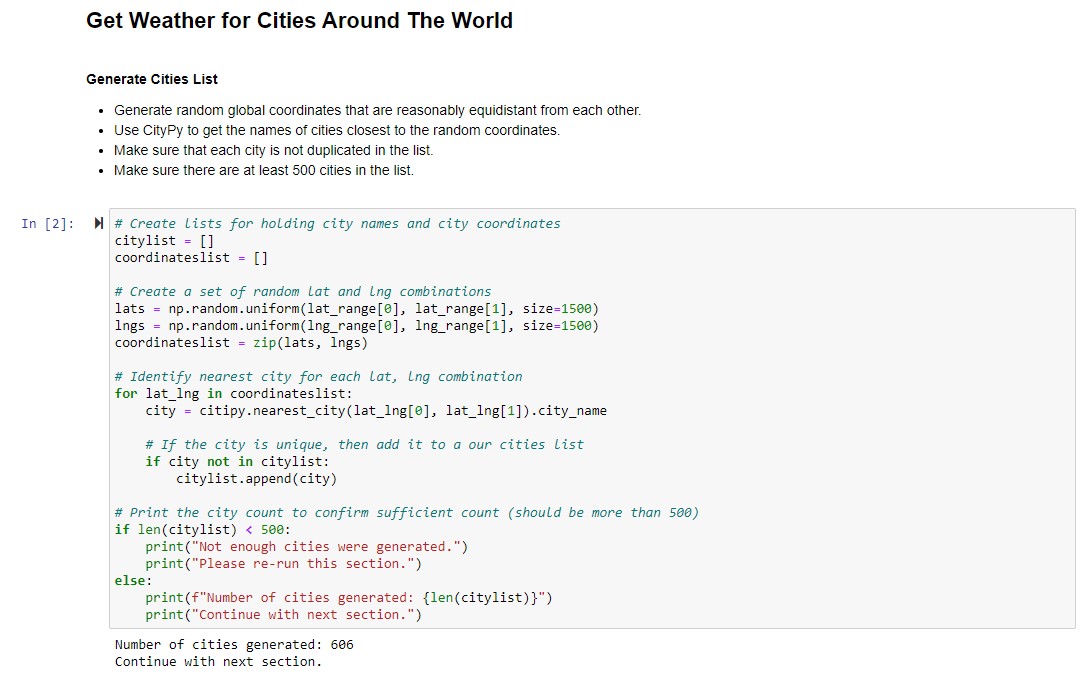 Get Weather for Cities Around The World
Generate Cities List
• Generate random global coordinates that are reasonably equidistant from each other.
• Use CityPy to get the names of cities closest to the random coordinates.
• Make sure that each city is not duplicated in the list.
• Make sure there are at least 500 cities in the list.
In [2]: # Create lists for holding city names and city coordinates
citylist = []
coordinateslist = []
# Create a set of random lat and lng combinations
lats = np.random.uniform(lat_range[0], lat_range[1], size=1500)
lngs = np.random.uniform(lng_range[0], lng_range[1], size=1500)
coordinateslist = zip(lats, lngs)
# Identify nearest city for each lat, lng combination
for lat_lng in coordinateslist:
    city = citipy.nearest_city(lat_lng[0], lat_lng[1]).city_name
    # If the city is unique, then add it to a our cities list
    if city not in citylist:
        citylist.append(city)
# Print the city count to confirm sufficient count (should be more than 500)
if len(citylist) < 500:
    print("Not enough cities were generated.")
    print("Please re-run this section.")
else:
    print(f"Number of cities generated: {len(citylist)}")
    print("Continue with next section.")
Number of cities generated: 606
Continue with next section.